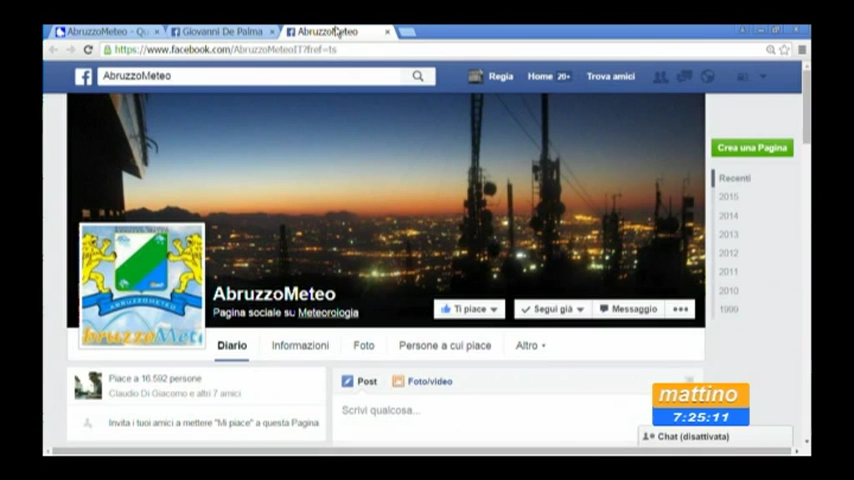 AbruzzoMeteo - Qu
Giovanni De Palma
AbruzzoMeteo
https://www.facebook.com/AbruzzoMeteoIT?fref=ts
AbruzzoMeteo
Regia
Home 20+
Trova amici
Crea una Pagina
Recenti
2015
2014
2013
2012
2011
2010
1999
ABRUZZOMETEO
AbruzzoMeteo
Pagina sociale su Meteorologia
Ti piace
Segui già
Messaggio
Diario
Informazioni
Foto
Persone a cui piace
Altro
Piace a 16.592 persone
Claudio Di Giacomo e altri 7 amici
Invita i tuoi amici a mettere "Mi piace" a questa Pagina
Post
Foto/video
Scrivi qualcosa...
mattino
7:25:11
Chat (disattivata)